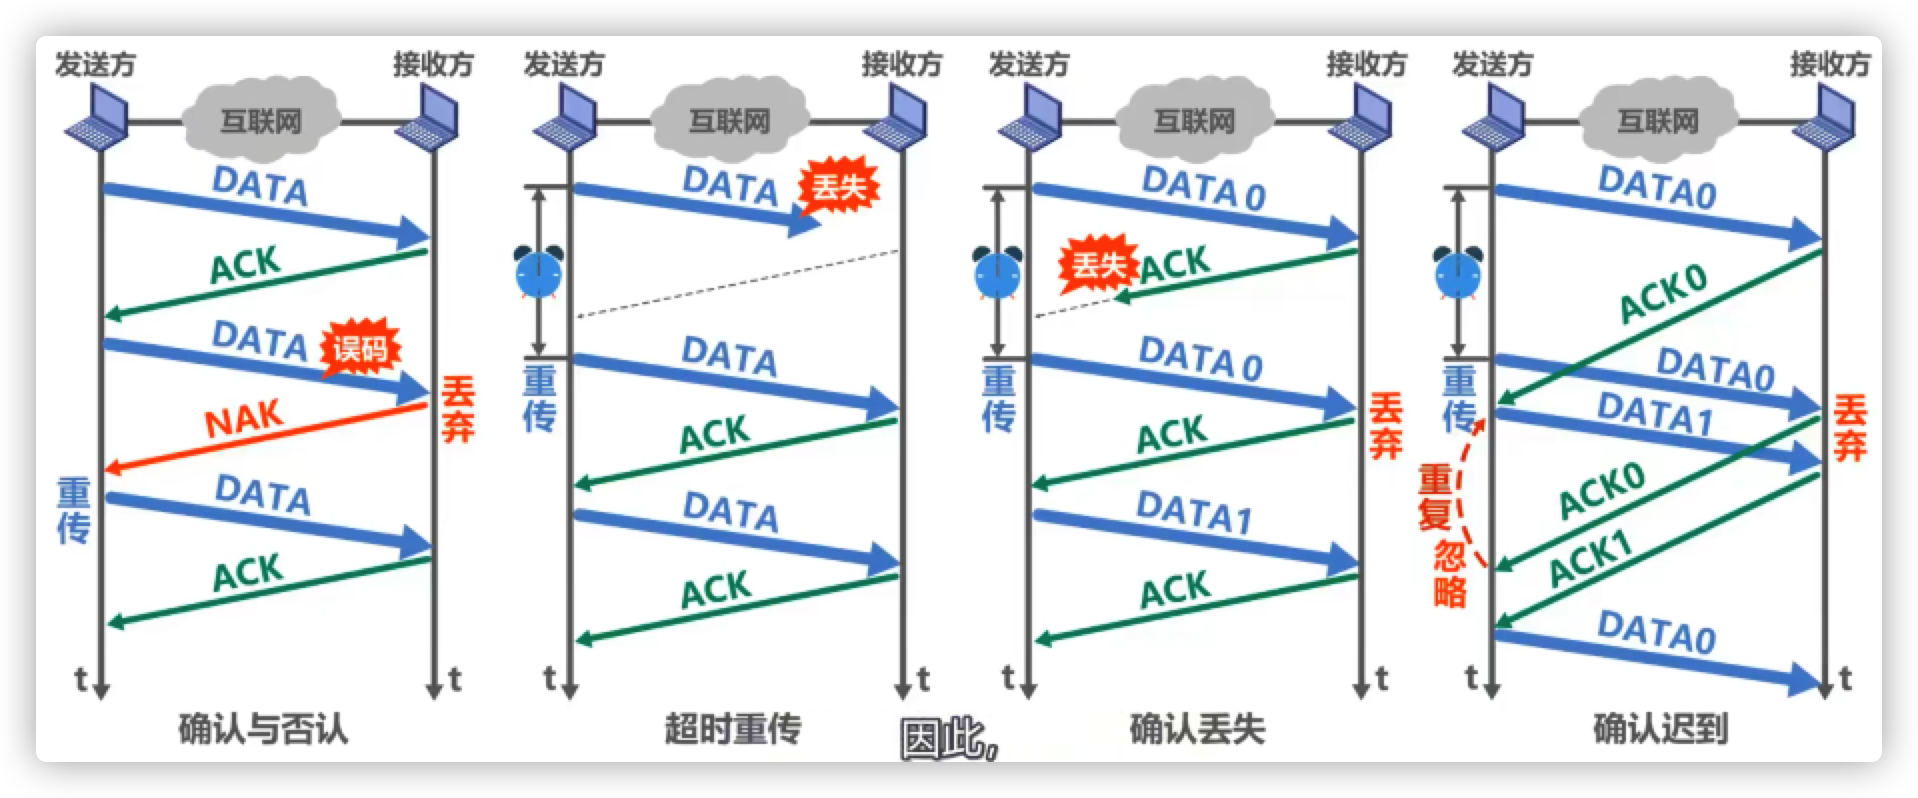 发送方
接收方
互联网
DATA
ACK
DATA
误码
丢弃
NAK
重传
DATA
ACK
t
t
确认与否认
发送方
接收方
互联网
DATA
丢失
重传
DATA
ACK
DATA
ACK
t
t
超时重传
发送方
接收方
互联网
DATA 0
丢失
ACK
重传
DATA 0
丢弃
ACK
DATA1
ACK
t
t
确认丢失
发送方
接收方
互联网
DATA0
ACK0
重传
DATA0
DATA1
丢弃
重复
忽略
ACK0
ACK1
DATA0
t
t
确认迟到
因此,